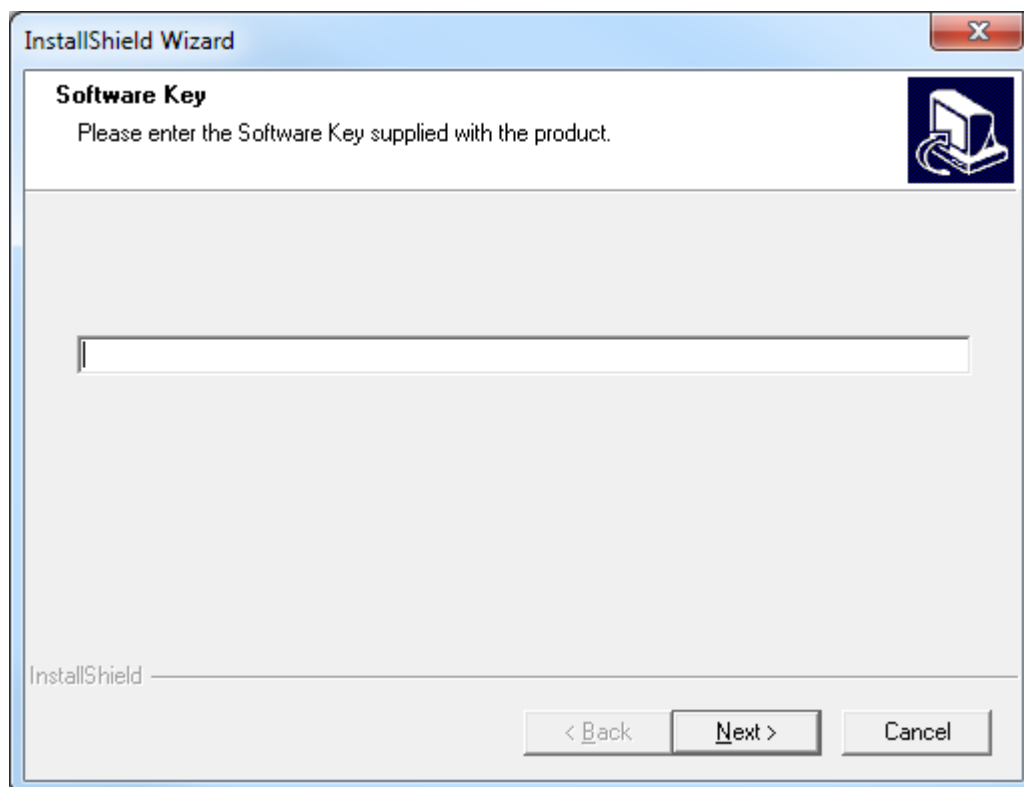 InstallShield Wizard
Software Key
Please enter the Software Key supplied with the product.
InstallShield
< Back Next > Cancel